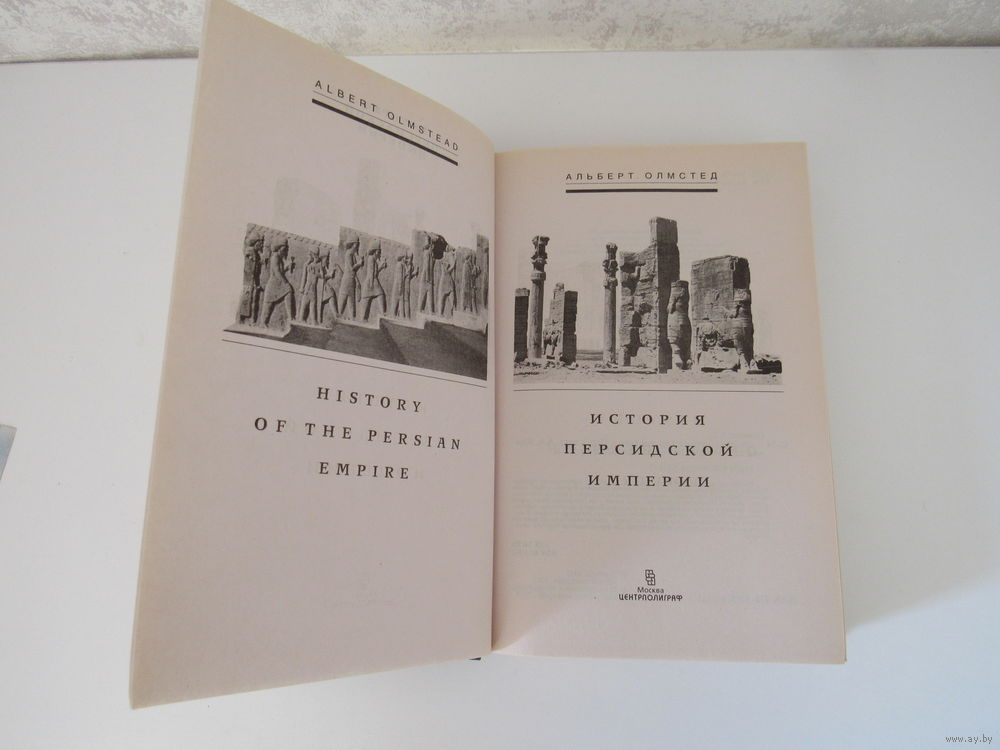 ALBERT OLMSTEAD
HISTORY
OF THE PERSIAN
EMPIRE
АЛЬБЕРТ ОЛМСТЕД
ИСТОРИЯ
ПЕРСИДСКОЙ
ИМПЕРИИ
Москва
ЦЕНТРПОЛИГРАФ
www.ay.by